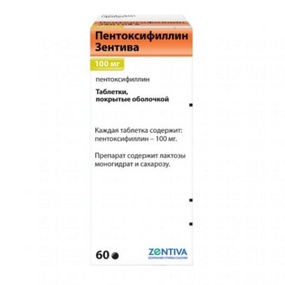 Пентоксифиллин
Зентива
100 мг
пентоксифиллин
Таблетки,
покрытые оболочкой
Каждая таблетка содержит:
пентоксифиллин – 100 мг.
Препарат содержит лактозы
моногидрат и сахарозу.
60
ZENTIVA